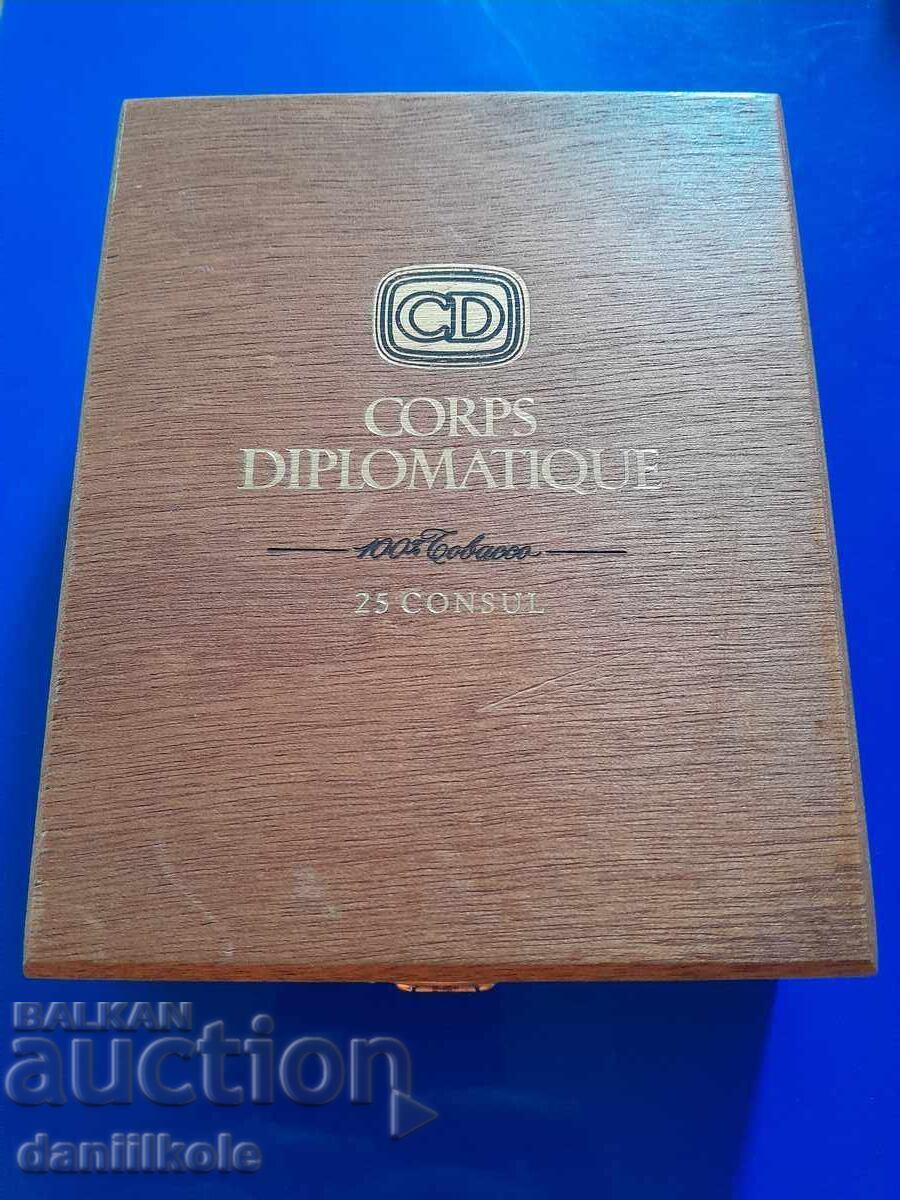 CD
CORPS
DIPLOMATIQUE
100% Tobacco
25 CONSUL
BALKAN
auction
daniilkole